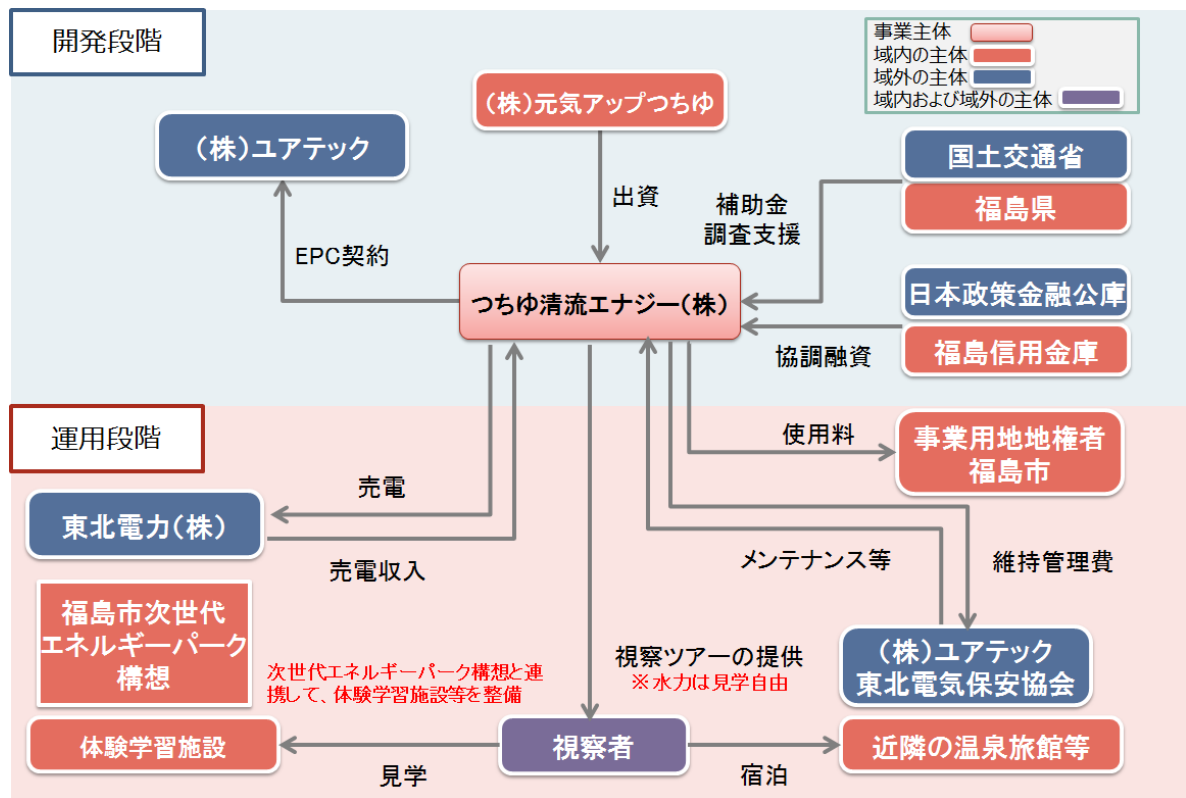 開発段階
事業主体
域内の主体
域外の主体
域内および域外の主体
（株）元気アップつちゆ
（株）ユアテック
国土交通省
福島県
出資
補助金
調査支援
EPC契約
つちゆ清流エナジー（株）
日本政策金融公庫
福島信用金庫
協調融資
運用段階
使用料
事業用地地権者
福島市
売電
東北電力（株）
売電収入
メンテナンス等
維持管理費
福島市次世代
エネルギーパーク
構想
次世代エネルギーパーク構想と連
携して、体験学習施設等を整備
視察ツアーの提供
※水力は見学自由
（株）ユアテック
東北電気保安協会
体験学習施設
見学
視察者
宿泊
近隣の温泉旅館等